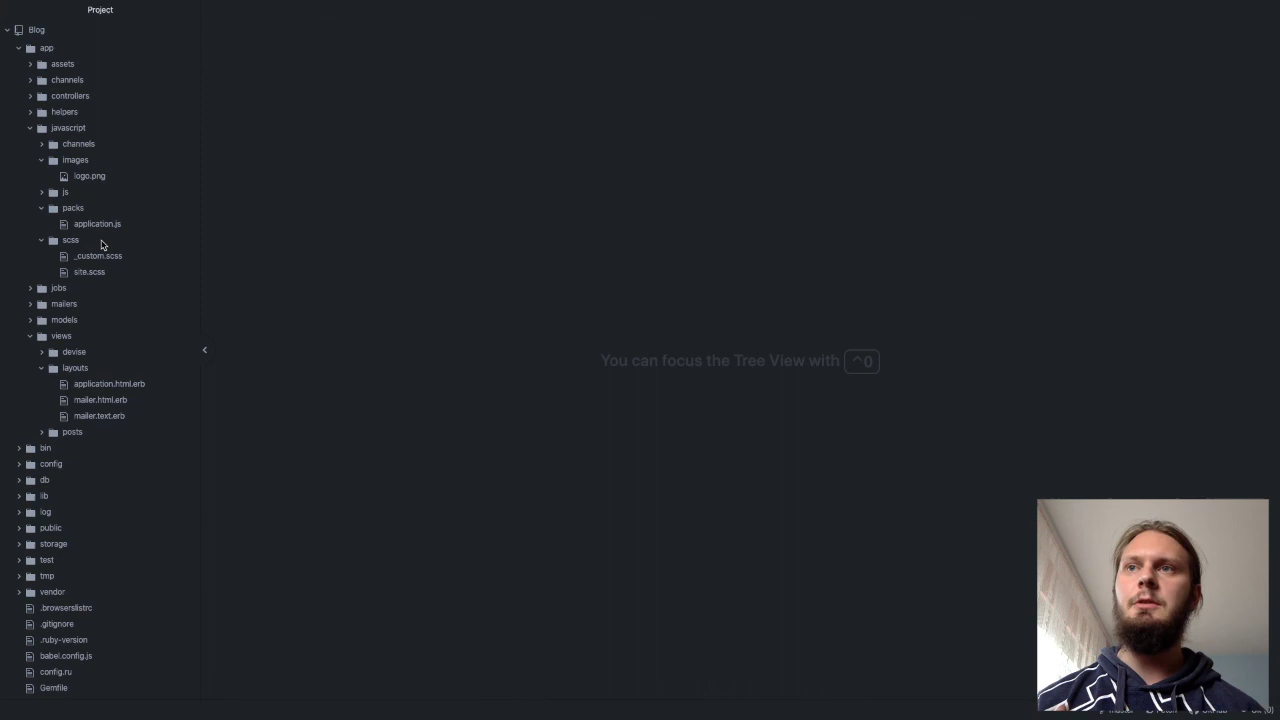 Project
Blog
app
assets
channels
controllers
helpers
javascript
channels
images
logo.png
js
packs
application.js
scss
_custom.scss
site.scss
jobs
mailers
models
views
devise
layouts
application.html.erb
mailer.html.erb
mailer.text.erb
posts
bin
config
db
lib
log
public
storage
test
tmp
vendor
.browserslistrc
.gitignore
.ruby-version
babel.config.js
config.ru
Gemfile
You can focus the Tree View with ^0